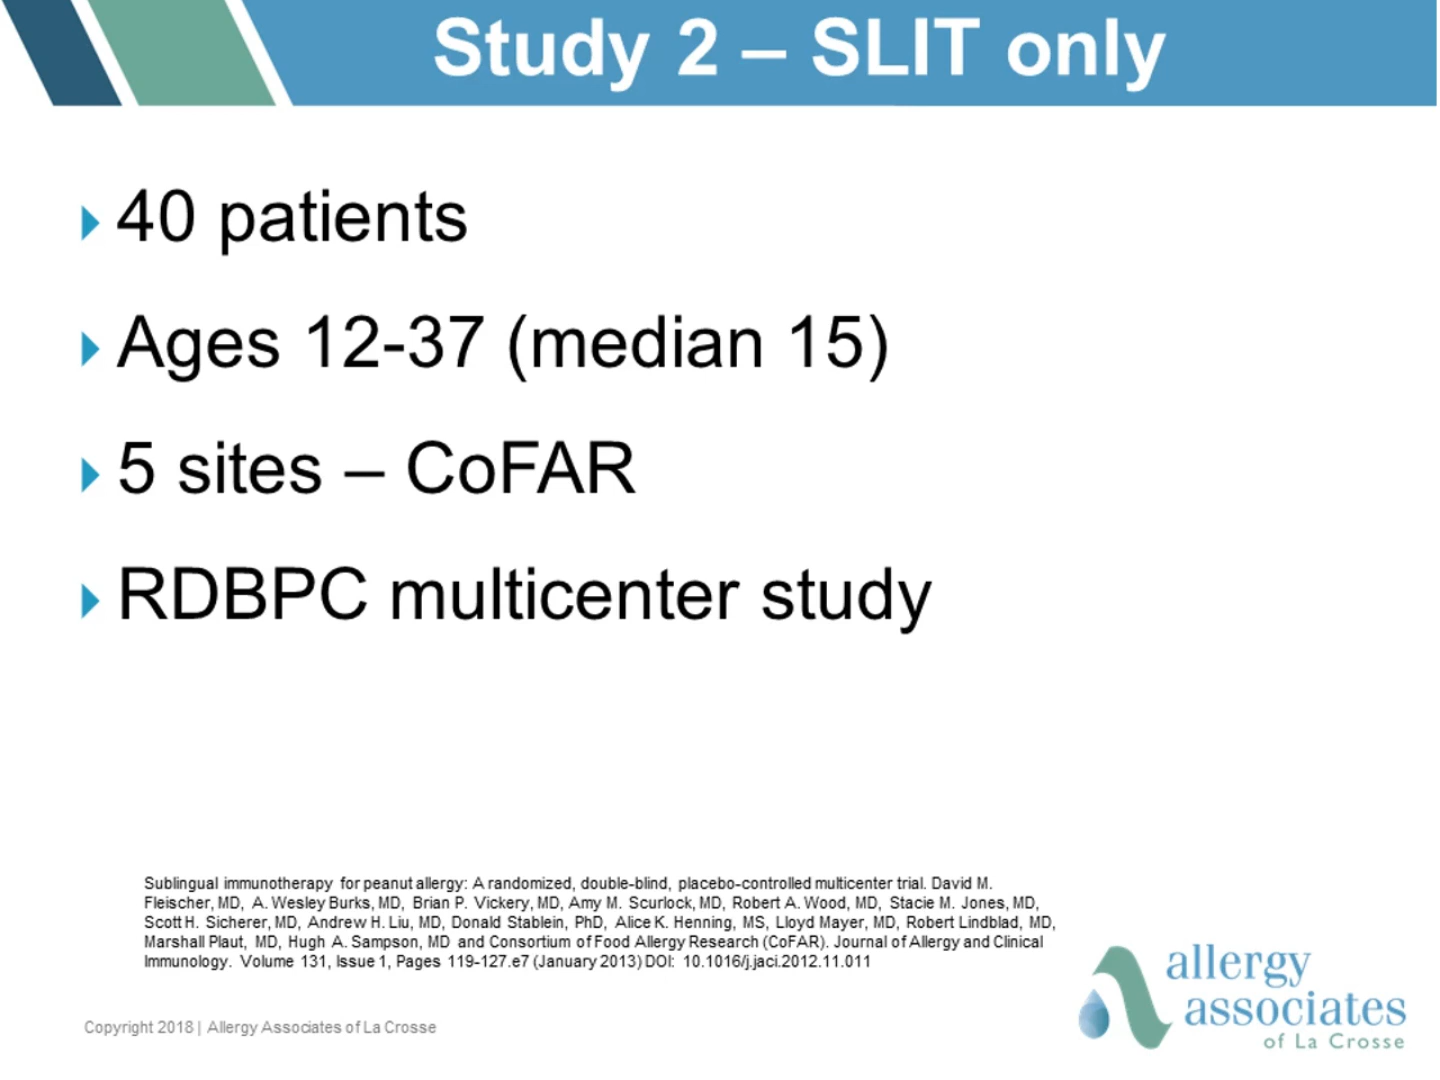 Study 2 – SLIT only
40 patients
Ages 12-37 (median 15)
5 sites – CoFAR
RDBPC multicenter study
Sublingual immunotherapy for peanut allergy: A randomized, double-blind, placebo-controlled multicenter trial. David M.
Fleischer, MD, A. Wesley Burks, MD, Brian P. Vickery, MD, Amy M. Scurlock, MD, Robert A. Wood, MD, Stacie M. Jones, MD,
Scott H. Sicherer, MD, Andrew H. Liu, MD, Donald Stablein, PhD, Alice K. Henning, MS, Lloyd Mayer, MD, Robert Lindblad, MD,
Marshall Plaut, MD, Hugh A. Sampson, MD and Consortium of Food Allergy Research (CoFAR). Journal of Allergy and Clinical
Immunology. Volume 131, Issue 1, Pages 119-127.e7 (January 2013) DOI: 10.1016/j.jaci.2012.11.011
allergy
associates
of La Crosse
Copyright 2018 | Allergy Associates of La Crosse